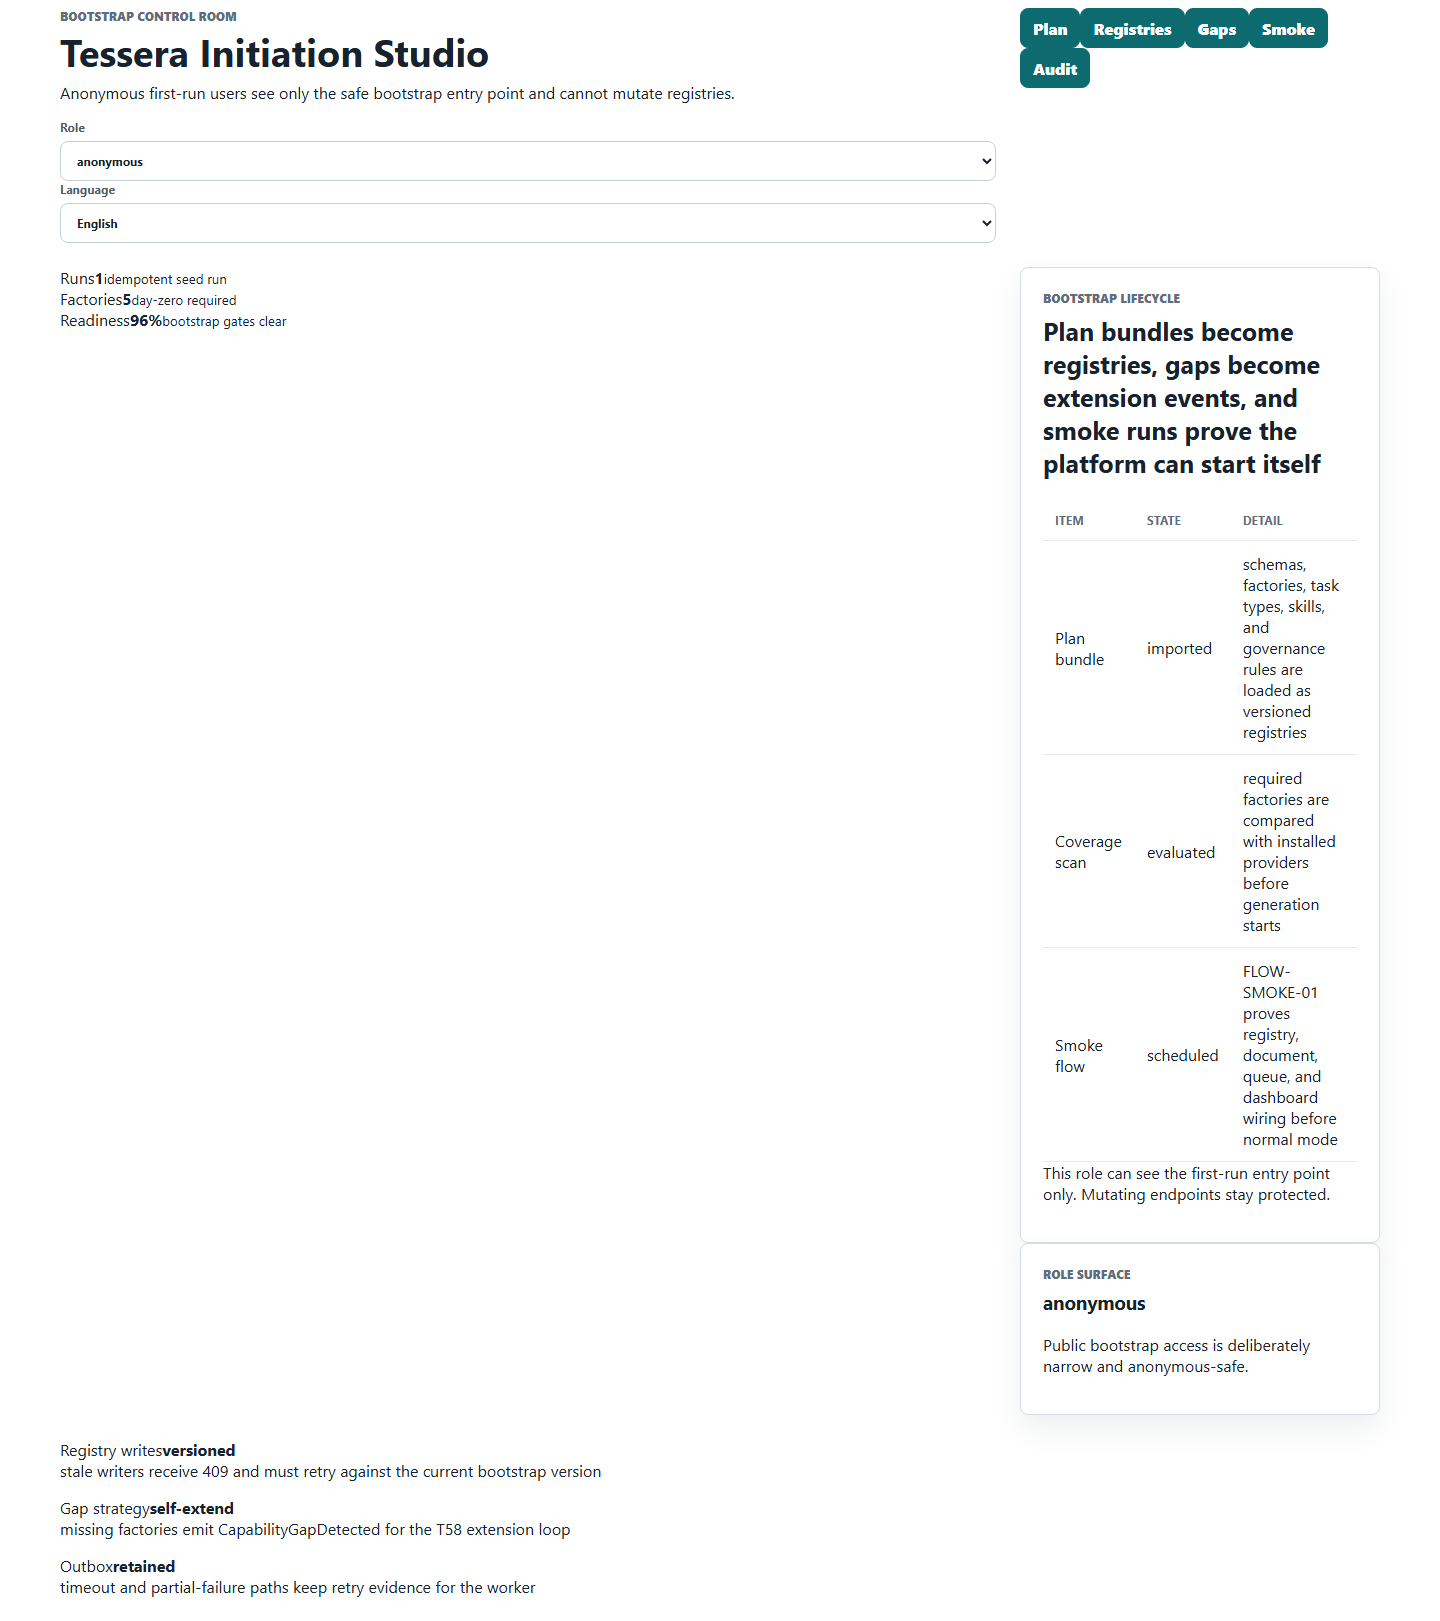 BOOTSTRAP CONTROL ROOM
Tessera Initiation Studio
Anonymous first-run users see only the safe bootstrap entry point and cannot mutate registries.
Role
anonymous
Language
English
Plan Registries Gaps Smoke
Audit
Runs1idempotent seed run
Factories5day-zero required
Readiness96%bootstrap gates clear
BOOTSTRAP LIFECYCLE
Plan bundles become
registries, gaps become
extension events, and
smoke runs prove the
platform can start itself
ITEM STATE DETAIL
Plan
bundle
imported
schemas,
factories, task
types, skills,
and
governance
rules are
loaded as
versioned
registries
Coverage
scan
evaluated
required
factories are
compared
with installed
providers
before
generation
starts
Smoke
flow
scheduled
FLOW-
SMOKE-01
proves
registry,
document,
queue, and
dashboard
wiring before
normal mode
This role can see the first-run entry point
only. Mutating endpoints stay protected.
ROLE SURFACE
anonymous
Public bootstrap access is deliberately
narrow and anonymous-safe.
Registry writesversioned
stale writers receive 409 and must retry against the current bootstrap version
Gap strategyself-extend
missing factories emit CapabilityGapDetected for the T58 extension loop
Outboxretained
timeout and partial-failure paths keep retry evidence for the worker